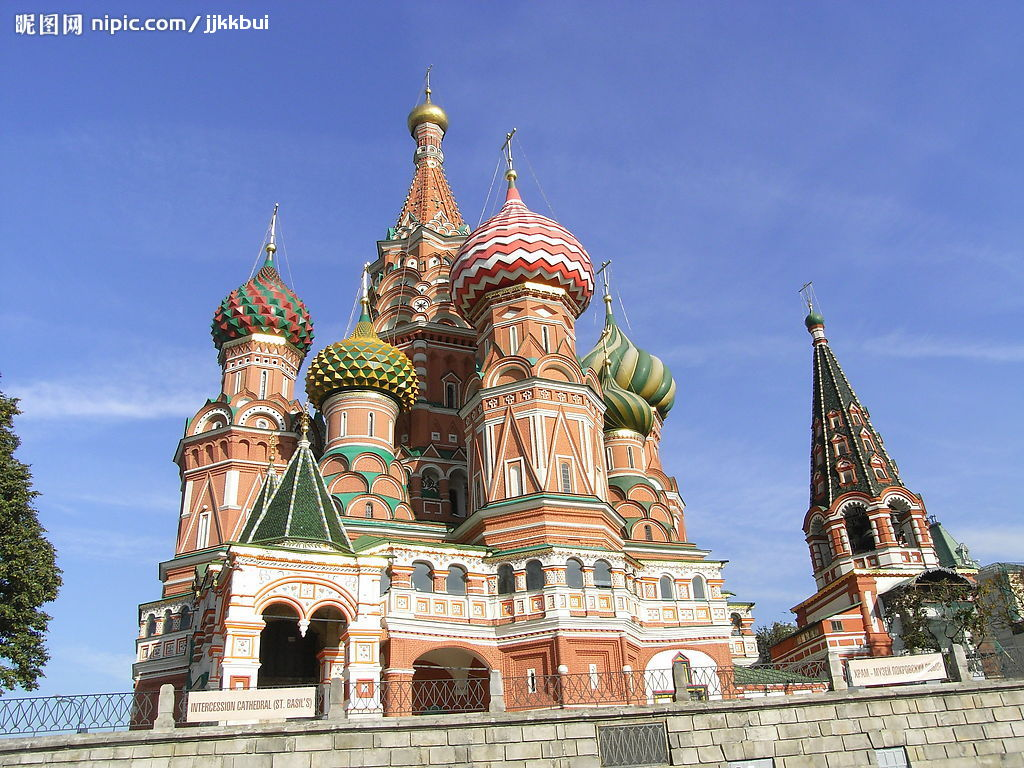 昵图网 nipic.com/jjkkbui
INTERCESSION CATHEDRAL (ST. BASIL'S)
ХРАМ - МУЗЕЙ ПОКРОВСКИЙ